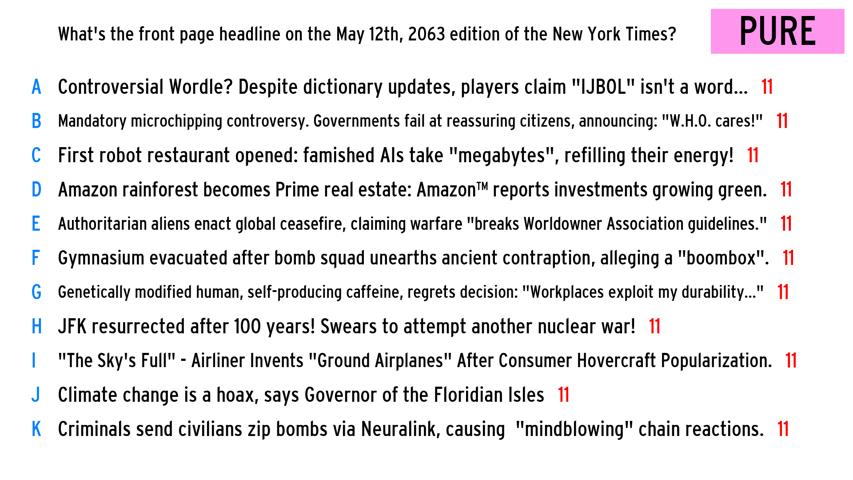 What's the front page headline on the May 12th, 2063 edition of the New York Times?
PURE
A Controversial Wordle? Despite dictionary updates, players claim "IJBOL" isn't a word... 11
B Mandatory microchipping controversy. Governments fail at reassuring citizens, announcing: "W.H.O. cares!" 11
C First robot restaurant opened: famished AIs take "megabytes", refilling their energy! 11
D Amazon rainforest becomes Prime real estate: Amazon™ reports investments growing green. 11
E Authoritarian aliens enact global ceasefire, claiming warfare "breaks Worldowner Association guidelines." 11
F Gymnasium evacuated after bomb squad unearths ancient contraption, alleging a "boombox". 11
G Genetically modified human, self-producing caffeine, regrets decision: "Workplaces exploit my durability..." 11
H JFK resurrected after 100 years! Swears to attempt another nuclear war! 11
I "The Sky's Full" - Airliner Invents "Ground Airplanes" After Consumer Hovercraft Popularization. 11
J Climate change is a hoax, says Governor of the Floridian Isles 11
K Criminals send civilians zip bombs via Neuralink, causing  "mindblowing" chain reactions. 11